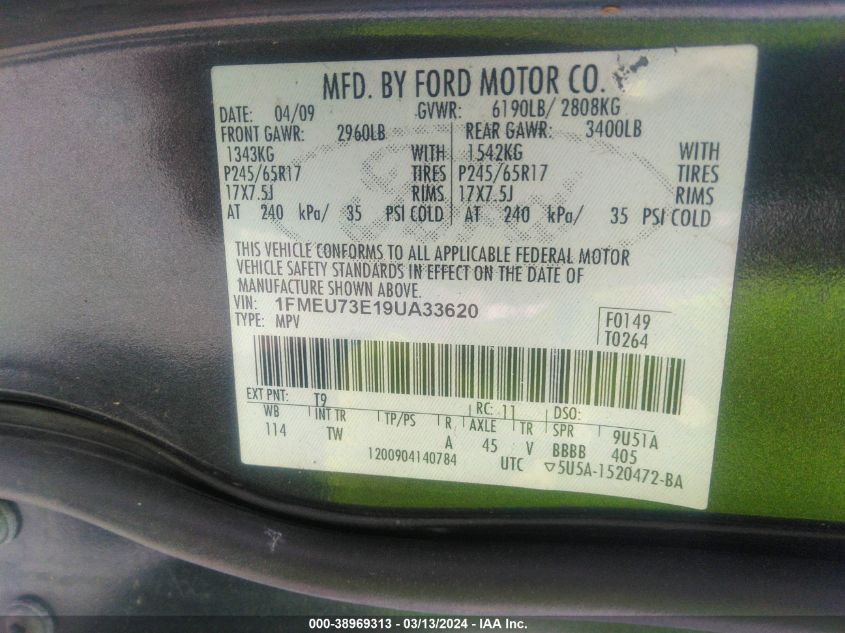 MFD. BY FORD MOTOR CO.
DATE: 04/09 GVWR: 6190LB/ 2808KG
FRONT GAWR: 2960LB REAR GAWR: 3400LB
1343KG WITH 1542KG WITH
P245/65R17 TIRES P245/65R17 TIRES
17X7.5J RIMS 17X7.5J RIMS
AT 240 kPa/ 35 PSI COLD AT 240 kPa/ 35 PSI COLD
THIS VEHICLE CONFORMS TO ALL APPLICABLE FEDERAL MOTOR
VEHICLE SAFETY STANDARDS IN EFFECT ON THE DATE OF
MANUFACTURE SHOWN ABOVE.
VIN: 1FMEU73E19UA33620
TYPE: MPV
F0149
T0264
EXT PNT: T9 RC: 11 DSO:
WB INT TR TP/PS R AXLE TR SPR 9U51A
114 TW A 45 V BBBB 405
1200904140784 UTC ▽5U5A-1520472-BA
000-38969313 - 03/13/2024 - IAA Inc.